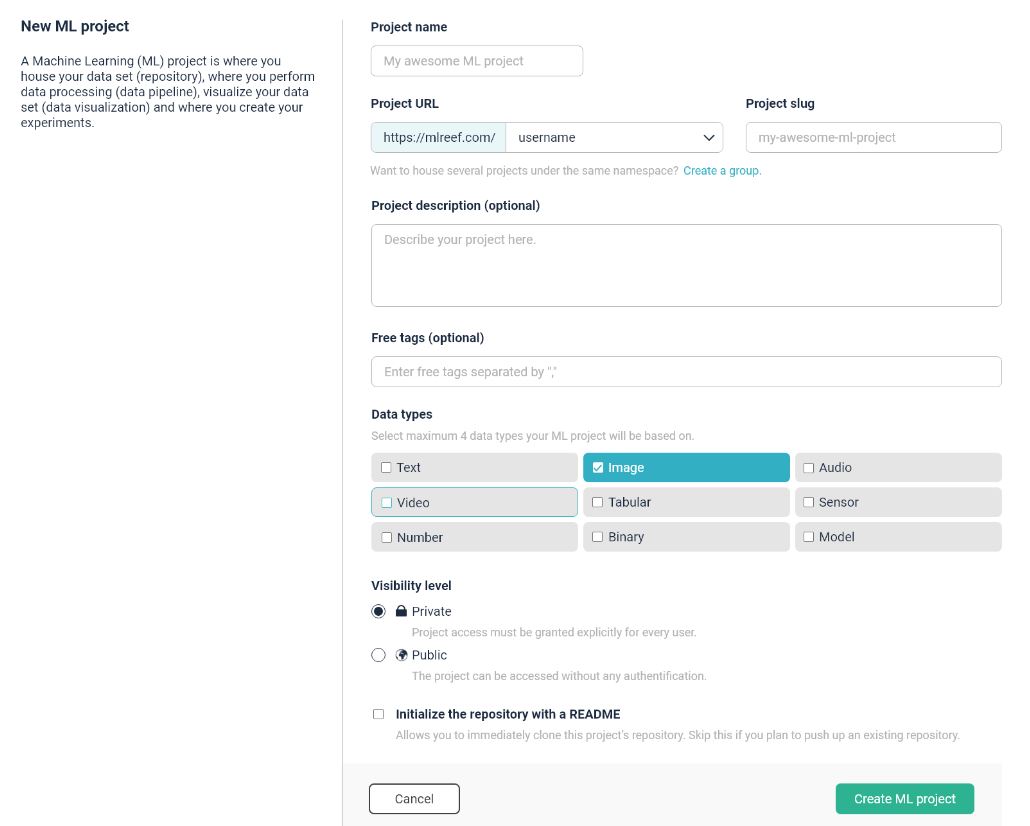 New ML project
A Machine Learning (ML) project is where you
house your data set (repository), where you perform
data processing (data pipeline), visualize your data
set (data visualization) and where you create your
experiments.
Project name
My awesome ML project
Project URL
Project slug
https://mlreef.com/ username
my-awesome-ml-project
Want to house several projects under the same namespace? Create a group.
Project description (optional)
Describe your project here.
Free tags (optional)
Enter free tags separated by ","
Data types
Select maximum 4 data types your ML project will be based on.
Text Image Audio
Video Tabular Sensor
Number Binary Model
Visibility level
Private
Project access must be granted explicitly for every user.
Public
The project can be accessed without any authentification.
Initialize the repository with a README
Allows you to immediately clone this project's repository. Skip this if you plan to push up an existing repository.
Cancel
Create ML project